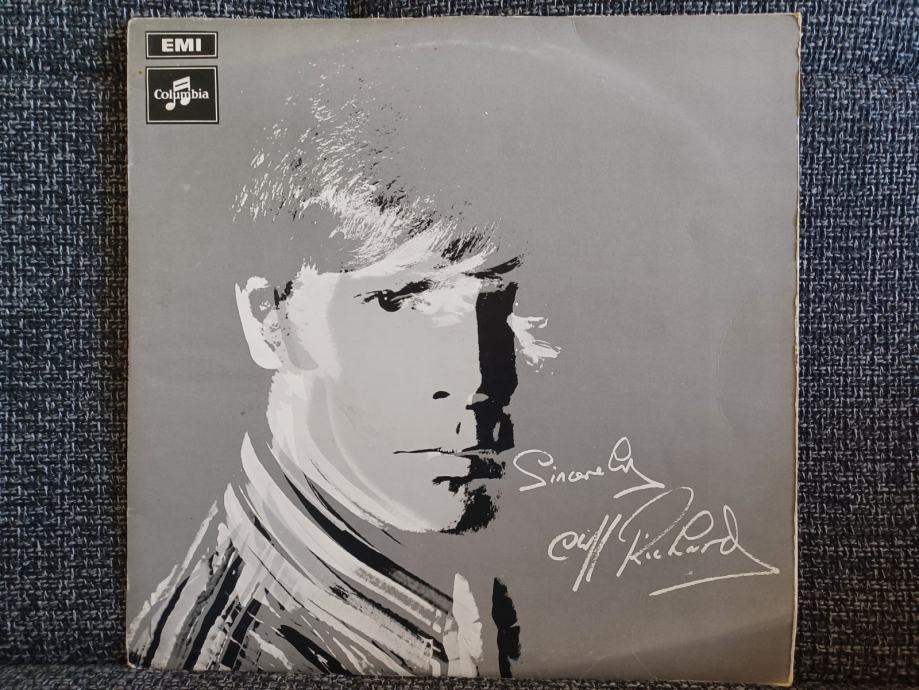 EMI
Columbia
Sincerely
Cliff Richard